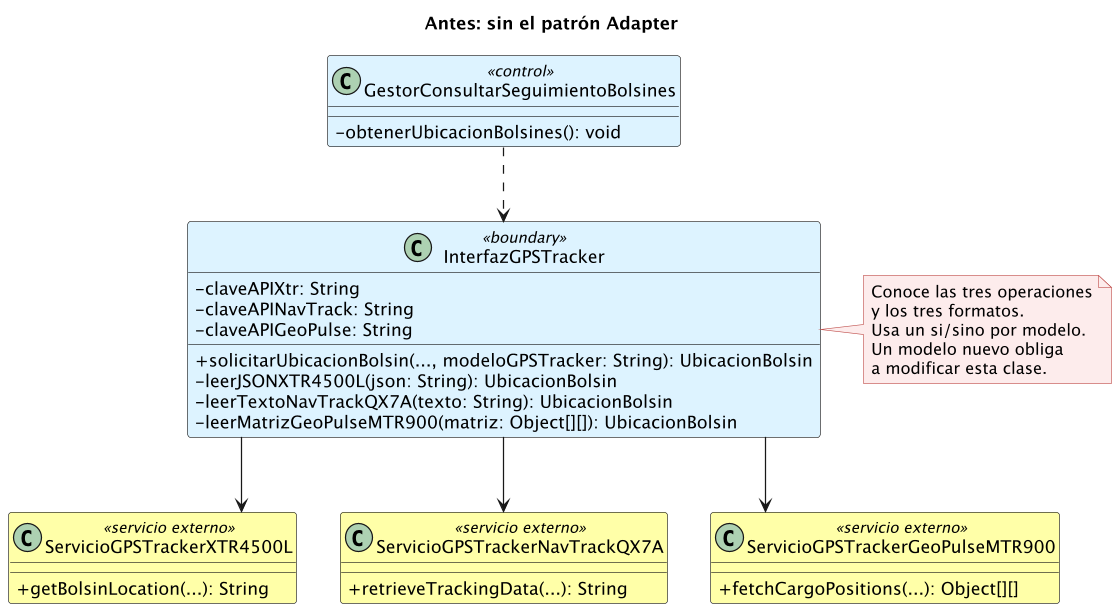 Antes: sin el patrón Adapter
«control»
C
GestorConsultarSeguimientoBolsines
-obtenerUbicacionBolsines(): void
«boundary»
C
InterfazGPSTracker
-claveAPIXtr: String
-claveAPINavTrack: String
-claveAPIGeoPulse: String
+solicitarUbicacionBolsin(..., modeloGPSTracker: String): UbicacionBolsin
-leerJSONXTR4500L(json: String): UbicacionBolsin
-leerTextoNavTrackQX7A(texto: String): UbicacionBolsin
-leerMatrizGeoPulseMTR900(matriz: Object[][]): UbicacionBolsin
Conoce las tres operaciones
y los tres formatos.
Usa un si/sino por modelo.
Un modelo nuevo obliga
a modificar esta clase.
«servicio externo»
C
ServicioGPSTrackerXTR4500L
+getBolsinLocation(...): String
«servicio externo»
C
ServicioGPSTrackerNavTrackQX7A
+retrieveTrackingData(...): String
«servicio externo»
C
ServicioGPSTrackerGeoPulseMTR900
+fetchCargoPositions(...): Object[][]